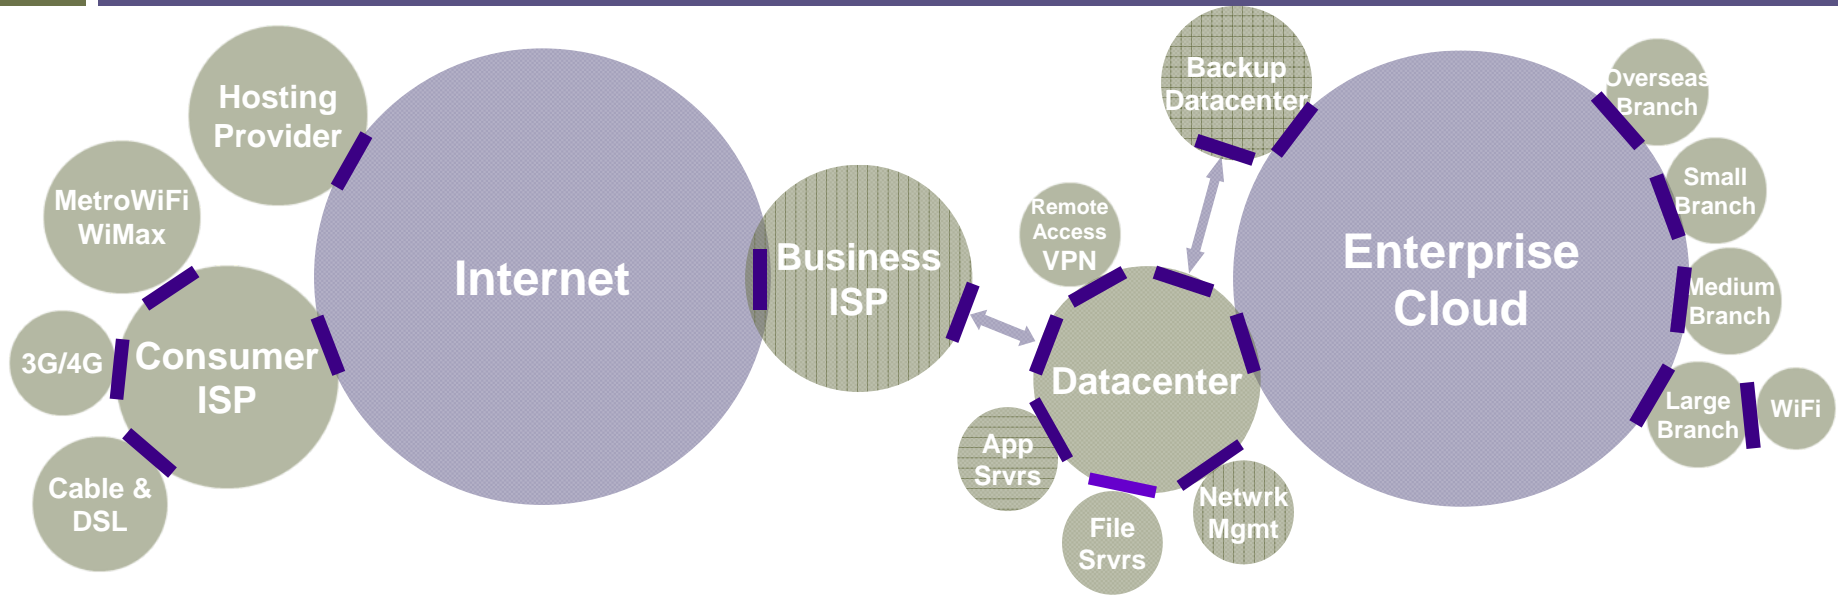 Hosting
Provider
MetroWiFi
WiMax
3G/4G
Consumer
ISP
Cable &
DSL
Internet
Business
ISP
Backup
Datacenter
Remote
Access
VPN
Datacenter
App
Srvrs
File
Srvrs
Netwrk
Mgmt
Enterprise
Cloud
Overseas
Branch
Small
Branch
Medium
Branch
Large
Branch
WiFi